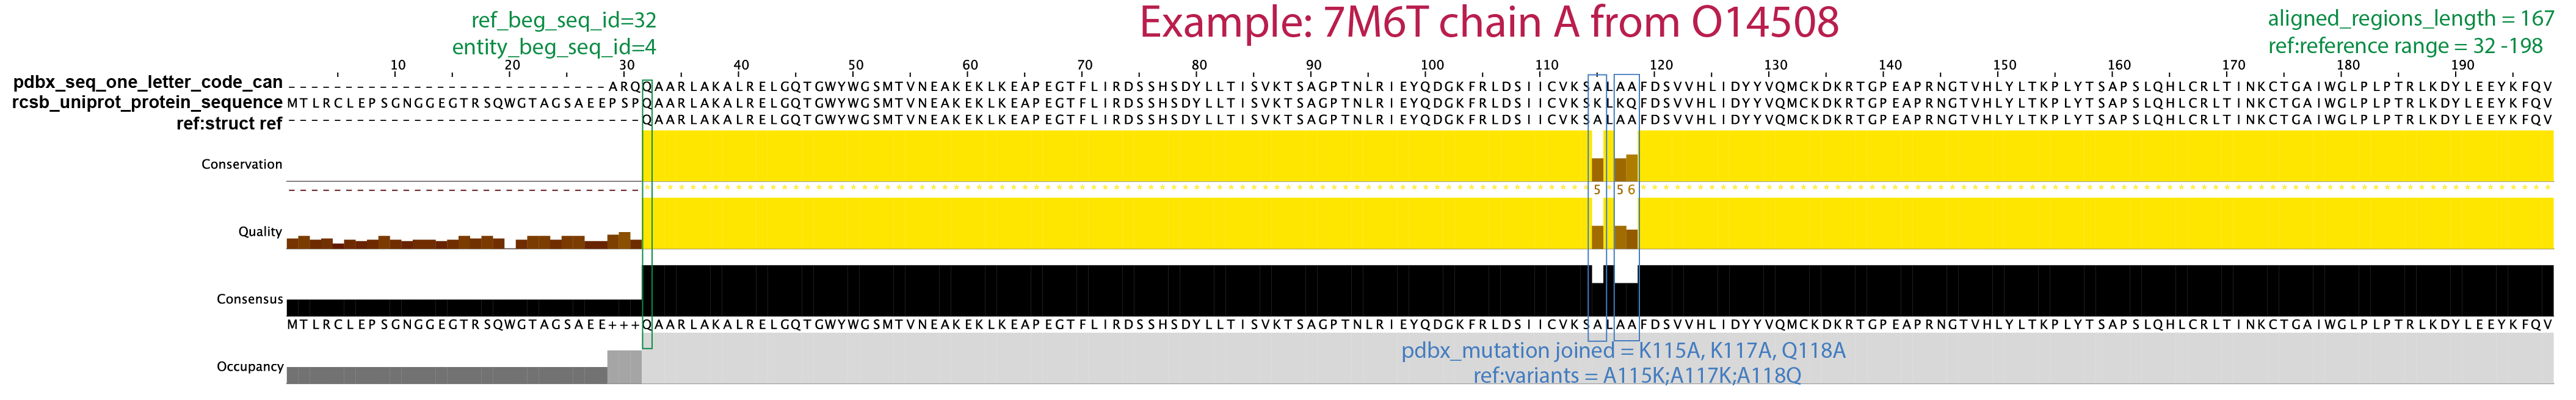 ref_beg_seq_id=32
entity_beg_seq_id=4
Example: 7M6T chain A from O14508
aligned_regions_length = 167
ref:reference range = 32 -198
10 20 30 40 50 60 70 80 90 100 110 120 130 140 150 160 170 180 190
pdbx_seq_one_letter_code_can ----------------------------ARQQAARLAKALRELGQTGWYWGSMTVNEAKEKLKEAPEGTFLIRDSSHSDYLLTISVKTSAGPTNLRIEYQDGKFRLDSIICVKSALAAFDSVVHLIDYYVQMCKDKRTGPEAPRNGTVHLYLTKPLYTSAPSLQHLCRLTINKCTGAIWGLPLPTRLKDYLEEYKFQV
rcsb_uniprot_protein_sequence MTLRCLEPSGNGGEGTRSQWGTAGSAEEPSPQAARLAKALRELGQTGWYWGSMTVNEAKEKLKEAPEGTFLIRDSSHSDYLLTISVKTSAGPTNLRIEYQDGKFRLDSIICVKSKLKQFDSVVHLIDYYVQMCKDKRTGPEAPRNGTVHLYLTKPLYTSAPSLQHLCRLTINKCTGAIWGLPLPTRLKDYLEEYKFQV
ref:struct ref -------------------------------QAARLAKALRELGQTGWYWGSMTVNEAKEKLKEAPEGTFLIRDSSHSDYLLTISVKTSAGPTNLRIEYQDGKFRLDSIICVKSALAAFDSVVHLIDYYVQMCKDKRTGPEAPRNGTVHLYLTKPLYTSAPSLQHLCRLTINKCTGAIWGLPLPTRLKDYLEEYKFQV
Conservation
5 5 6
Quality
Consensus
MTLRCLEPSGNGGEGTRSQWGTAGSAEE+++QAARLAKALRELGQTGWYWGSMTVNEAKEKLKEAPEGTFLIRDSSHSDYLLTISVKTSAGPTNLRIEYQDGKFRLDSIICVKSALAAFDSVVHLIDYYVQMCKDKRTGPEAPRNGTVHLYLTKPLYTSAPSLQHLCRLTINKCTGAIWGLPLPTRLKDYLEEYKFQV
Occupancy
pdbx_mutation joined = K115A, K117A, Q118A
ref:variants = A115K;A117K;A118Q